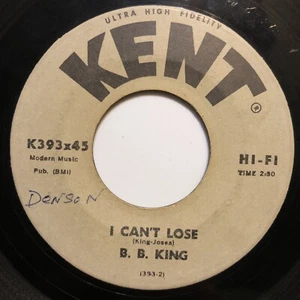 ULTRA HIGH FIDELITY
KENT
K393x45
Modern Music
Pub. (BMI)
HI-FI
TIME 2:30
DENSON
I CAN'T LOSE
(King-Josea)
B. B. KING
(393-2)